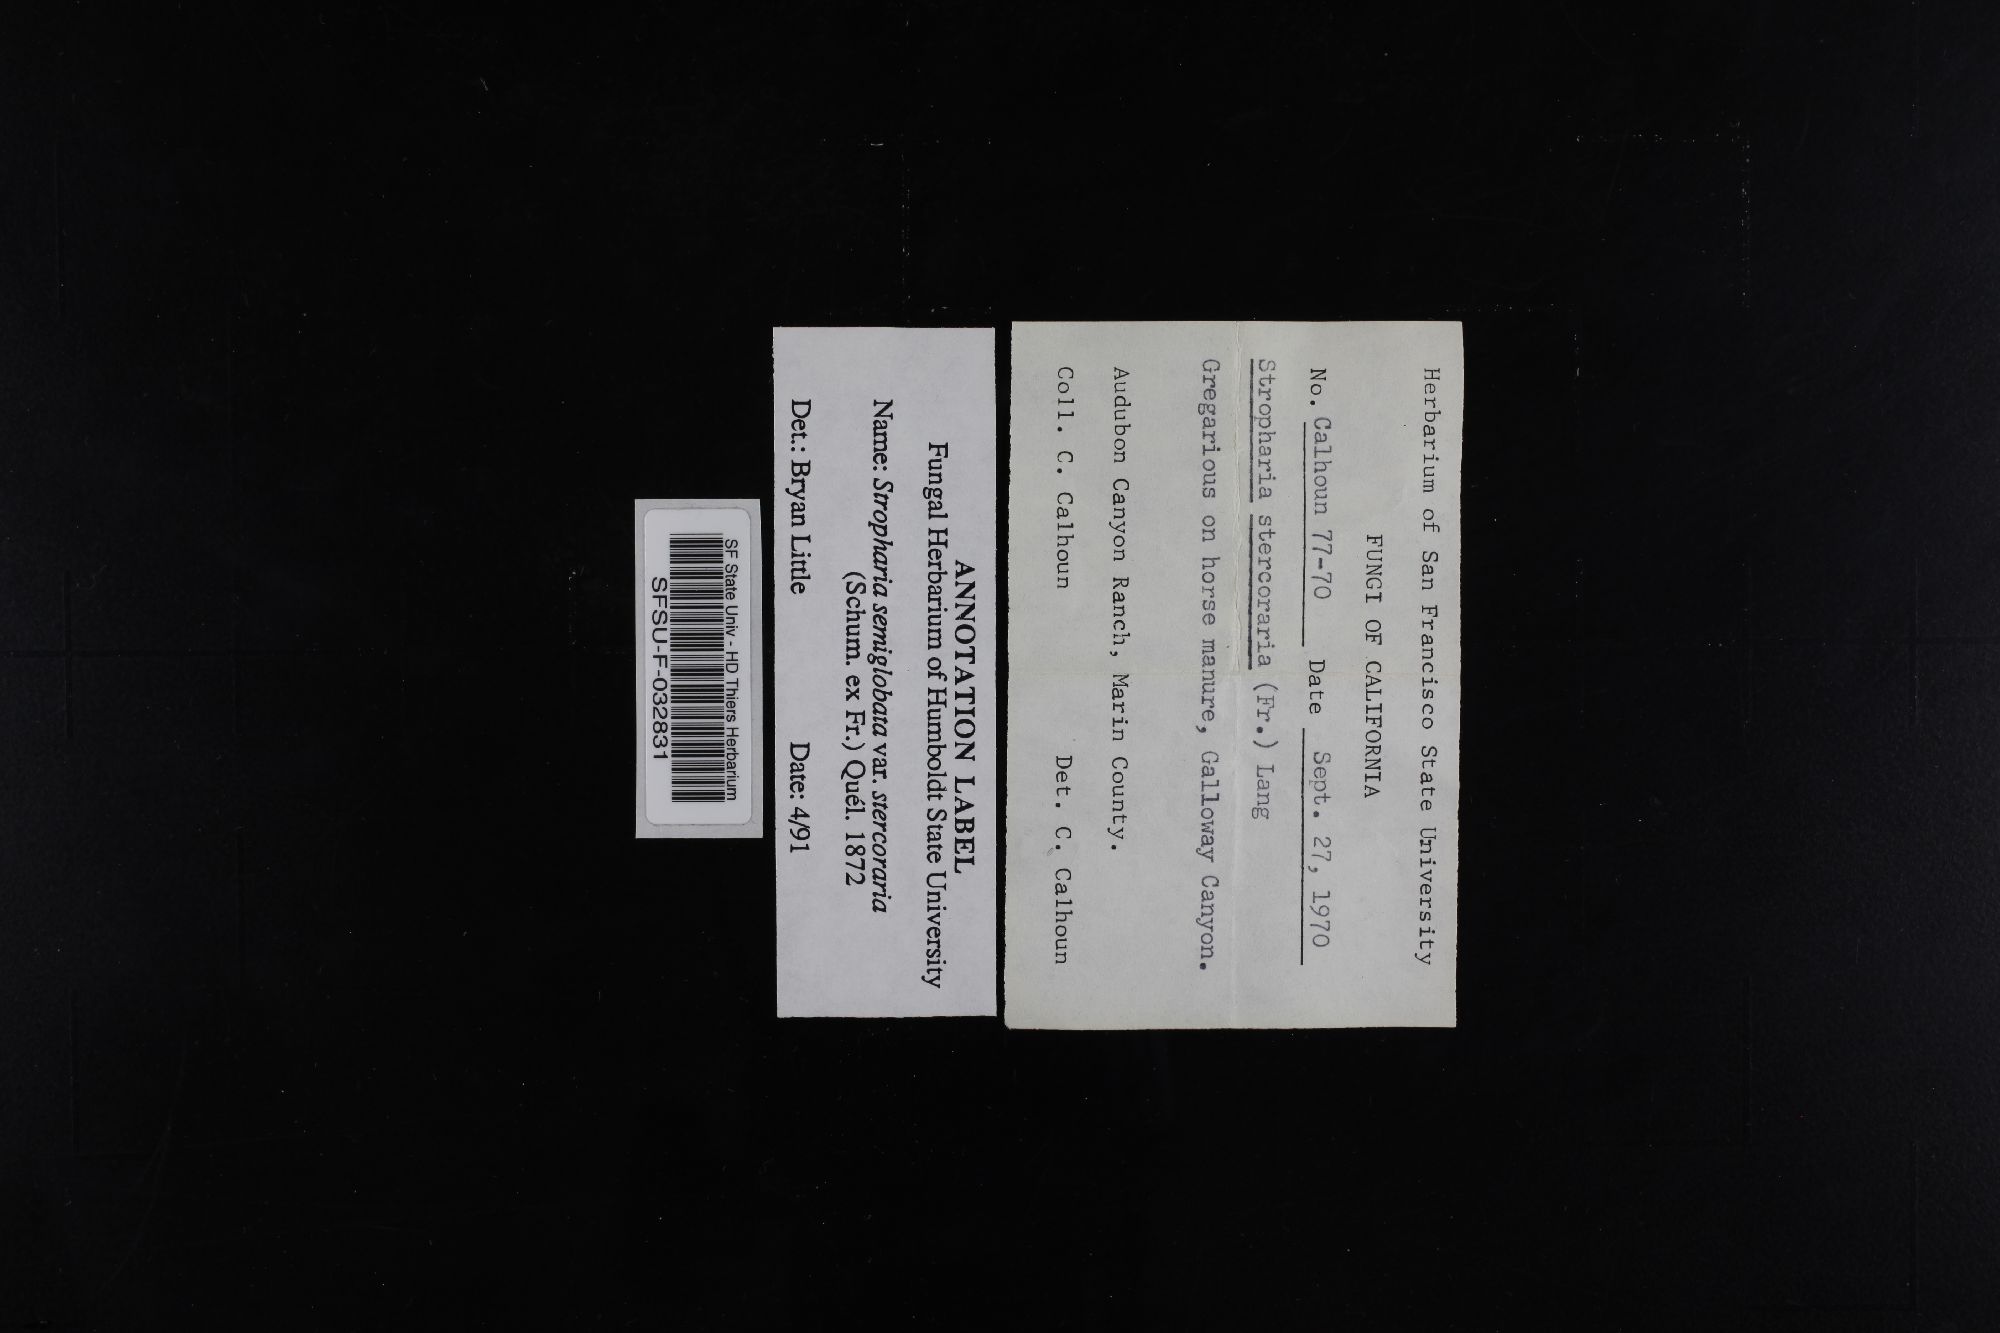 Herbarium of San Francisco State University
FUNGI OF CALIFORNIA
No. Calhoun 77-70 Date Sept. 27, 1970
Stropharia stercoraria (Fr.) Lang
Gregarious on horse manure, Galloway Canyon.
Audubon Canyon Ranch, Marin County.
Coll. C. Calhoun Det. C. Calhoun
ANNOTATION LABEL
Fungal Herbarium of Humboldt State University
Name: Stropharia semiglobata var. stercoraria
(Schum. ex Fr.) Quél. 1872
Det.: Bryan Little Date: 4/91
SF State Univ - HD Thiers Herbarium
SFSU-F-032831